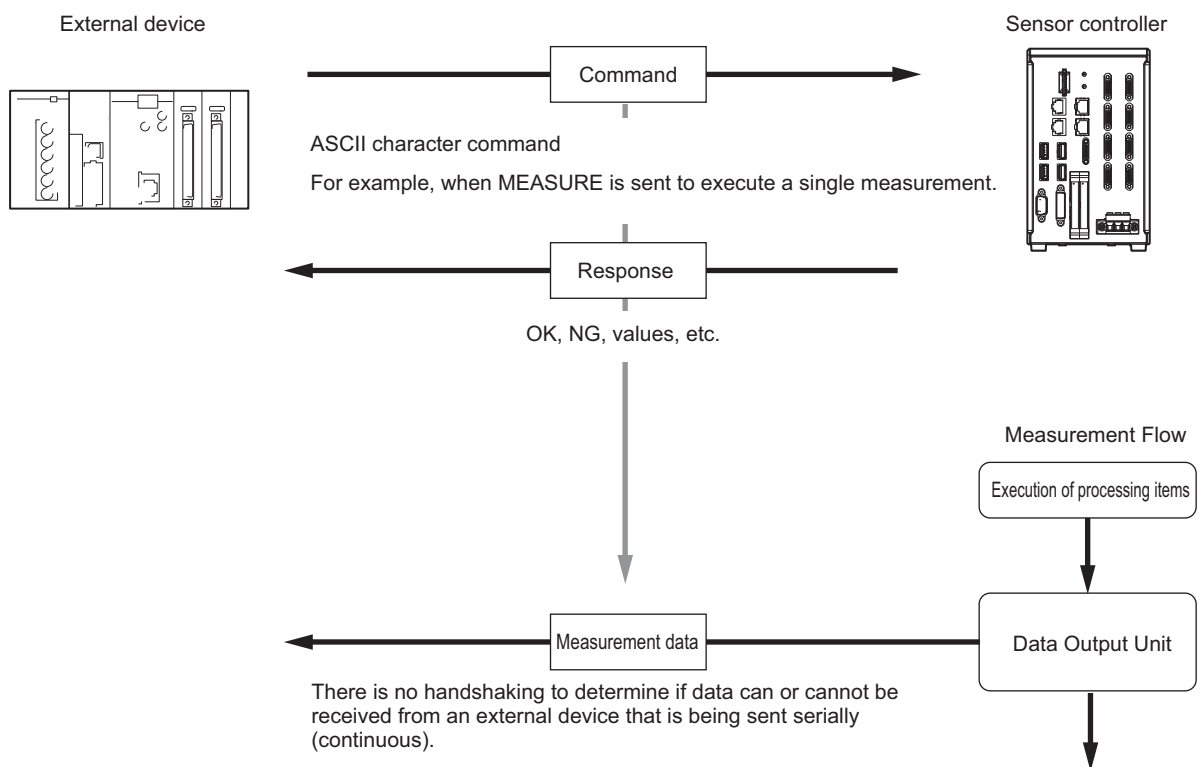 External device
Sensor controller
Command
ASCII character command
For example, when MEASURE is sent to execute a single measurement.
Response
OK, NG, values, etc.
Measurement Flow
Execution of processing items
Measurement data
Data Output Unit
There is no handshaking to determine if data can or cannot be
received from an external device that is being sent serially
(continuous).